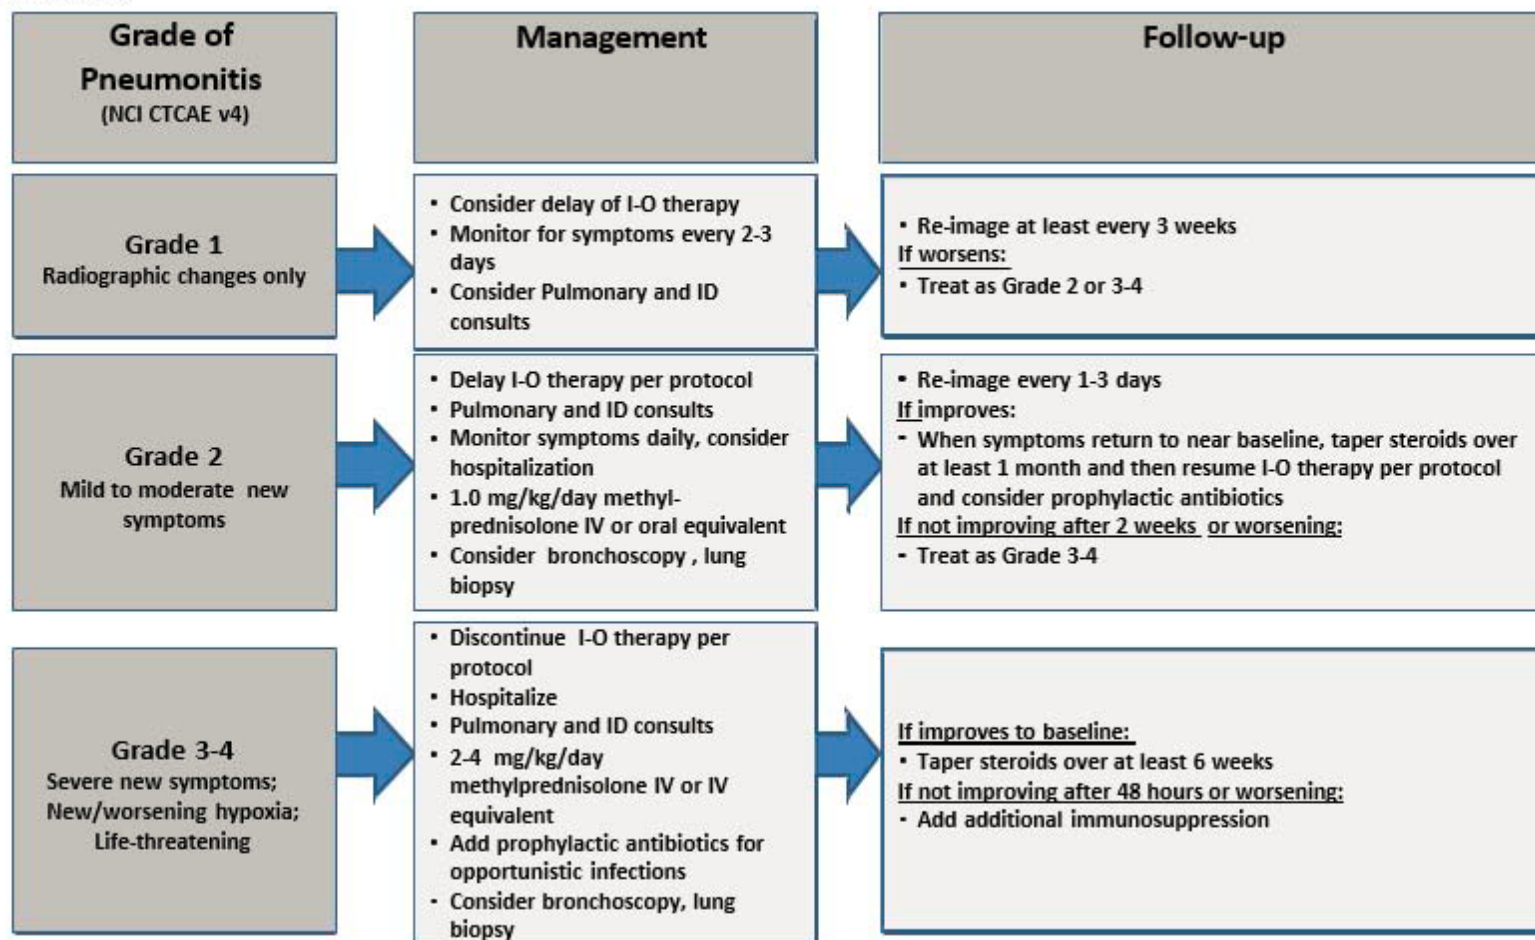 Grade of
Pneumonitis
(NCI CTCAE v4)
Management
Follow-up
Grade 1
Radiographic changes only
• Consider delay of I-O therapy
• Monitor for symptoms every 2-3
days
• Consider Pulmonary and ID
consults
• Re-image at least every 3 weeks
If worsens:
• Treat as Grade 2 or 3-4
Grade 2
Mild to moderate new
symptoms
• Delay I-O therapy per protocol
• Pulmonary and ID consults
• Monitor symptoms daily, consider
hospitalization
• 1.0 mg/kg/day methyl-
prednisolone IV or oral equivalent
• Consider bronchoscopy , lung
biopsy
• Re-image every 1-3 days
If improves:
• When symptoms return to near baseline, taper steroids over
at least 1 month and then resume I-O therapy per protocol
and consider prophylactic antibiotics
If not improving after 2 weeks or worsening:
• Treat as Grade 3-4
Grade 3-4
Severe new symptoms;
New/worsening hypoxia;
Life-threatening
• Discontinue I-O therapy per
protocol
• Hospitalize
• Pulmonary and ID consults
• 2-4 mg/kg/day
methylprednisolone IV or IV
equivalent
• Add prophylactic antibiotics for
opportunistic infections
• Consider bronchoscopy, lung
biopsy
If improves to baseline:
• Taper steroids over at least 6 weeks
If not improving after 48 hours or worsening:
• Add additional immunosuppression